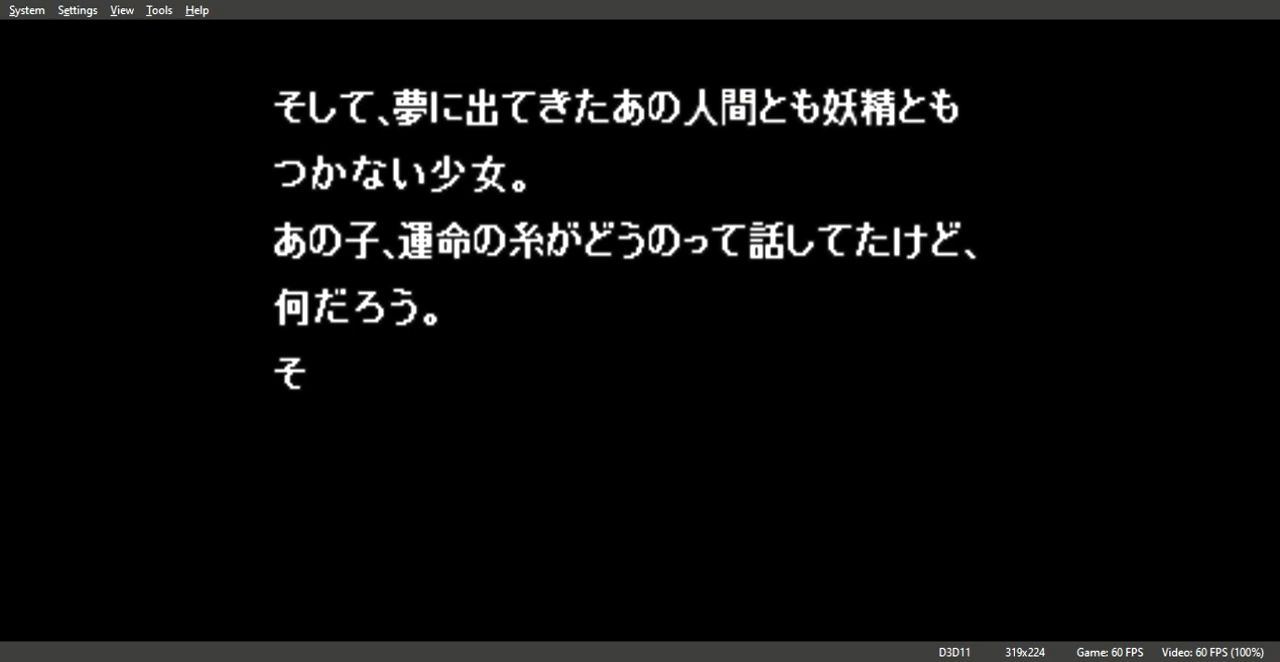 System Settings View Tools Help
そして、夢に出てきたあの人間とも妖精とも
つかない少女。
あの子、運命の糸がどうのって話してたけど、
何だろう。
そ
D3D11 319x224 Game: 60 FPS Video: 60 FPS (100%)